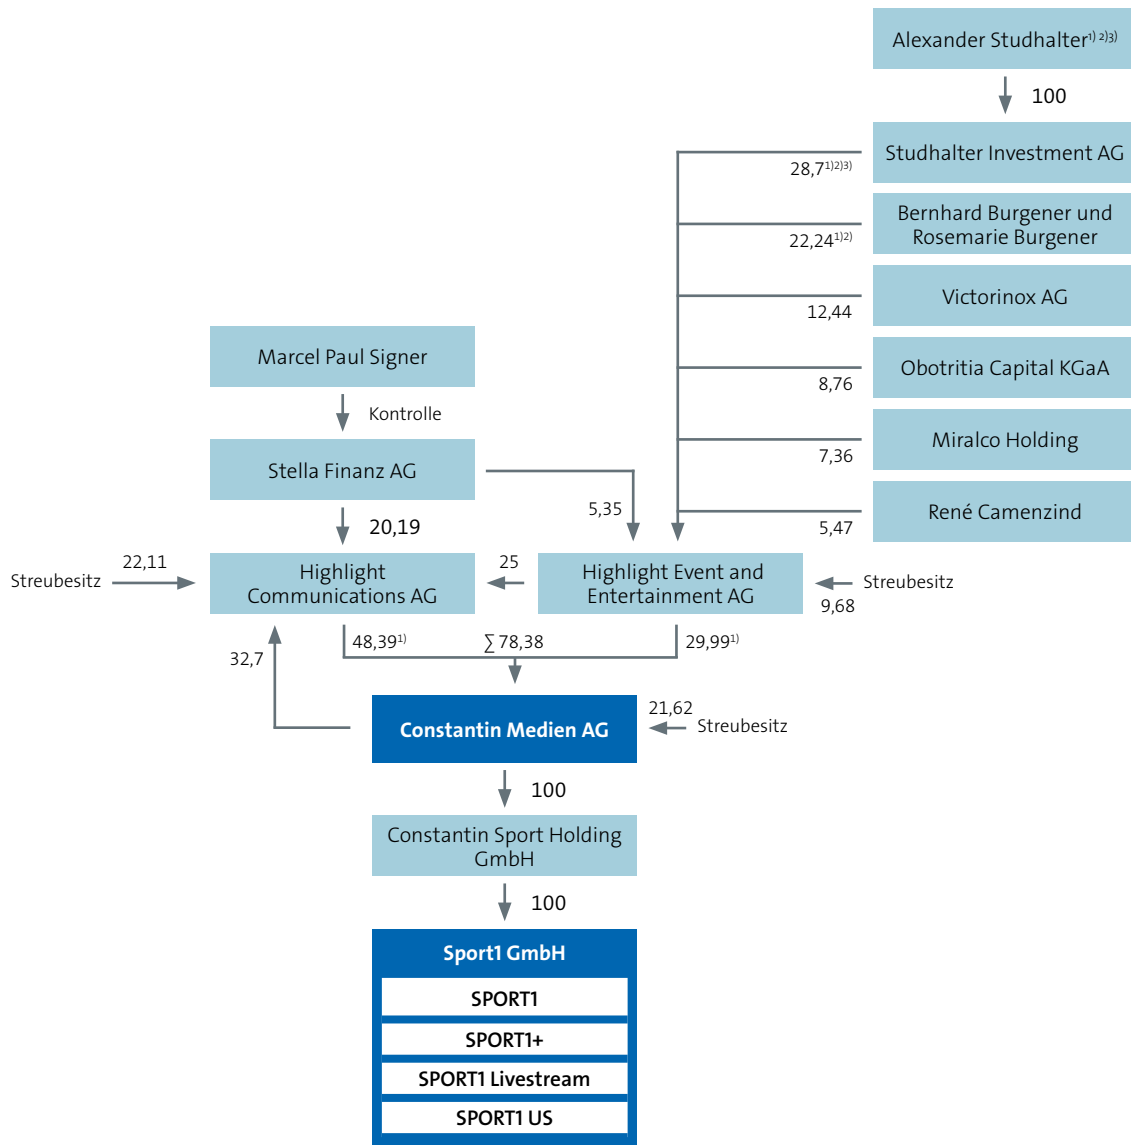 Alexander Studhalter1) 2)3)
100
Studhalter Investment AG
28,71)2)3)
Bernhard Burgener und
Rosemarie Burgener
22,241)2)
Victorinox AG
12,44
Marcel Paul Signer
Obotritia Capital KGaA
8,76
Kontrolle
Miralco Holding
7,36
Stella Finanz AG
5,35
René Camenzind
5,47
20,19
Streubesitz
22,11
Highlight
Communications AG
25
Highlight Event and
Entertainment AG
Streubesitz
9,68
32,7
48,391)
∑ 78,38
29,991)
Constantin Medien AG
21,62
Streubesitz
100
Constantin Sport Holding
GmbH
100
Sport1 GmbH
SPORT1
SPORT1+
SPORT1 Livestream
SPORT1 US